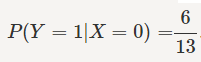 P(Y = 1|X = 0) = 6/13.